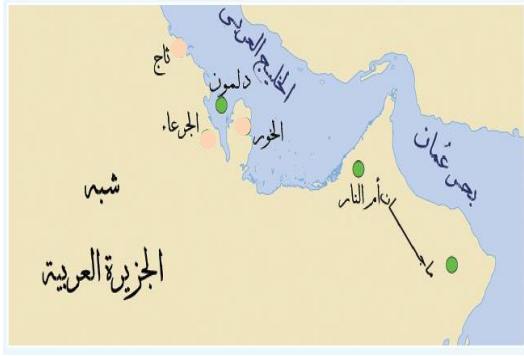 الخليج العربي
ثاج
دلمون
الجرعاء
الخور
بحر عُمان
أم النار
شبه
الجزيرة العربية